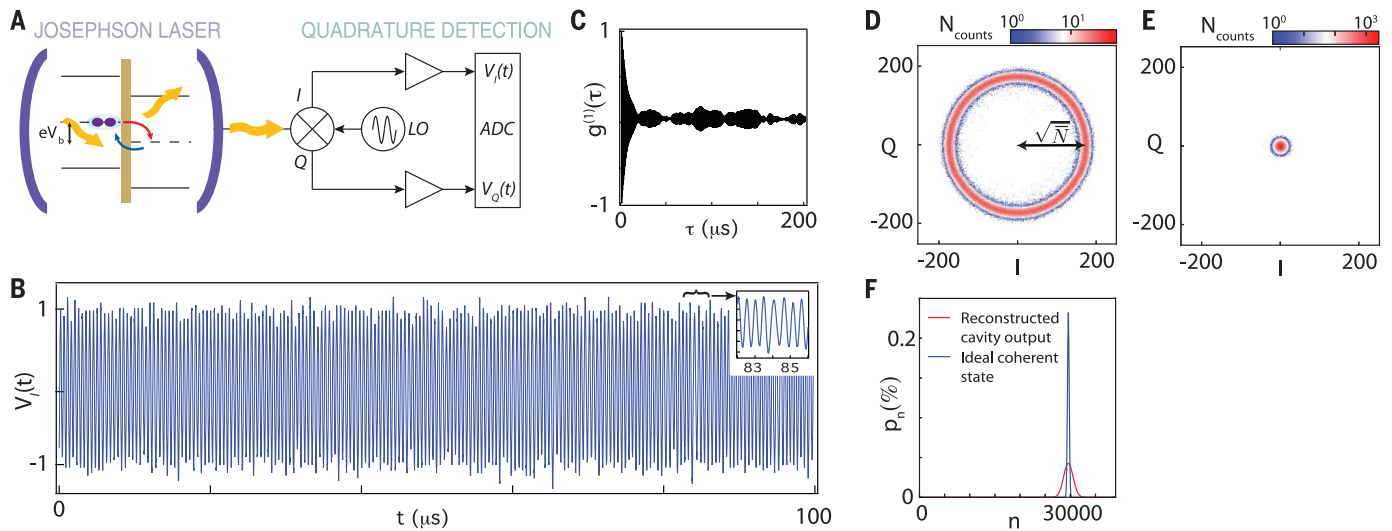 A
JOSEPHSON LASER
QUADRATURE DETECTION
eV_b
I
Q
LO
V_I(t)
ADC
V_Q(t)
B
1
V_I(t)
-1
0
t (μs)
100
83
85
C
1
g^(1)(τ)
-1
0
τ (μs)
200
D
N_counts
10^0
10^1
200
Q
0
-200
√N̅
-200
I
200
E
N_counts
10^0
10^3
200
Q
0
-200
-200
I
200
F
0.2
p_n(%)
0
n
30000
Reconstructed
cavity output
Ideal coherent
state